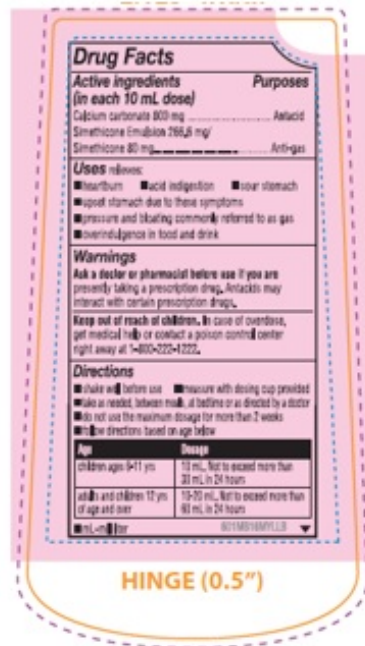 Drug Facts
Active ingredients Purposes
(in each 10 mL dose)
Calcium carbonate 800 mg ........................ Antacid
Simethicone Emulsion 266.6 mg/
Simethicone 80 mg........................ Anti-gas
Uses relieves:
■heartburn ■acid indigestion ■sour stomach
■upset stomach due to these symptoms
■pressure and bloating commonly referred to as gas
■overindulgence in food and drink
Warnings
Ask a doctor or pharmacist before use if you are
presently taking a prescription drug. Antacids may
interact with certain prescription drugs.
Keep out of reach of children. In case of overdose,
get medical help or contact a poison control center
right away at 1-800-222-1222.
Directions
■shake well before use ■measure with dosing cup provided
■take as needed, between meals, at bedtime or as directed by a doctor
■do not use the maximum dosage for more than 2 weeks
■follow directions based on age below
Age Dosage
children ages 6-11 yrs 10 mL, Not to exceed more than
30 mL in 24 hours
adults and children 12 yrs 10-20 mL, Not to exceed more than
of age and over 60 mL in 24 hours
■mL=milliliter
HINGE (0.5")